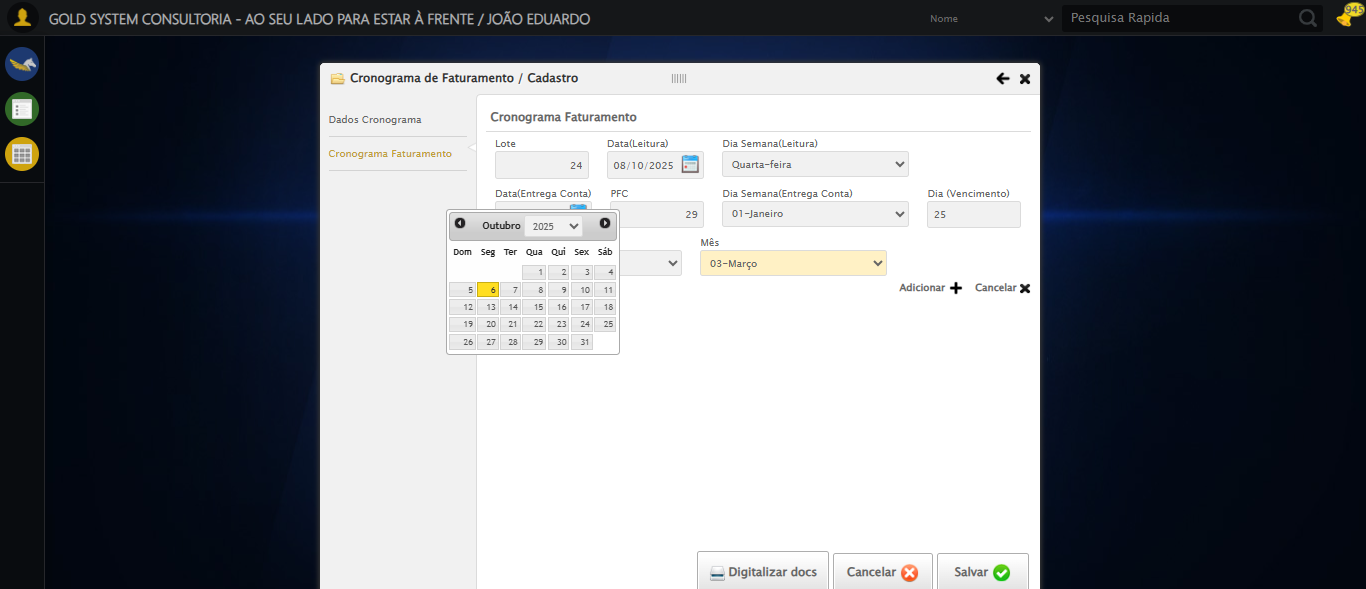 GOLD SYSTEM CONSULTORIA - AO SEU LADO PARA ESTAR À FRENTE / JOÃO EDUARDO
Nome
Pesquisa Rapida
945
Cronograma de Faturamento / Cadastro
Dados Cronograma
Cronograma Faturamento
Cronograma Faturamento
Lote
Data(Leitura)
Dia Semana(Leitura)
24
08/10/2025
Quarta-feira
Data(Entrega Conta)
PFC
Dia Semana(Entrega Conta)
Dia (Vencimento)
29
01-Janeiro
25
Mês
03-Março
Adicionar
Cancelar
Outubro 2025
Dom Seg Ter Qua Qui Sex Sáb
1 2 3 4
5 6 7 8 9 10 11
12 13 14 15 16 17 18
19 20 21 22 23 24 25
26 27 28 29 30 31
Digitalizar docs
Cancelar
Salvar